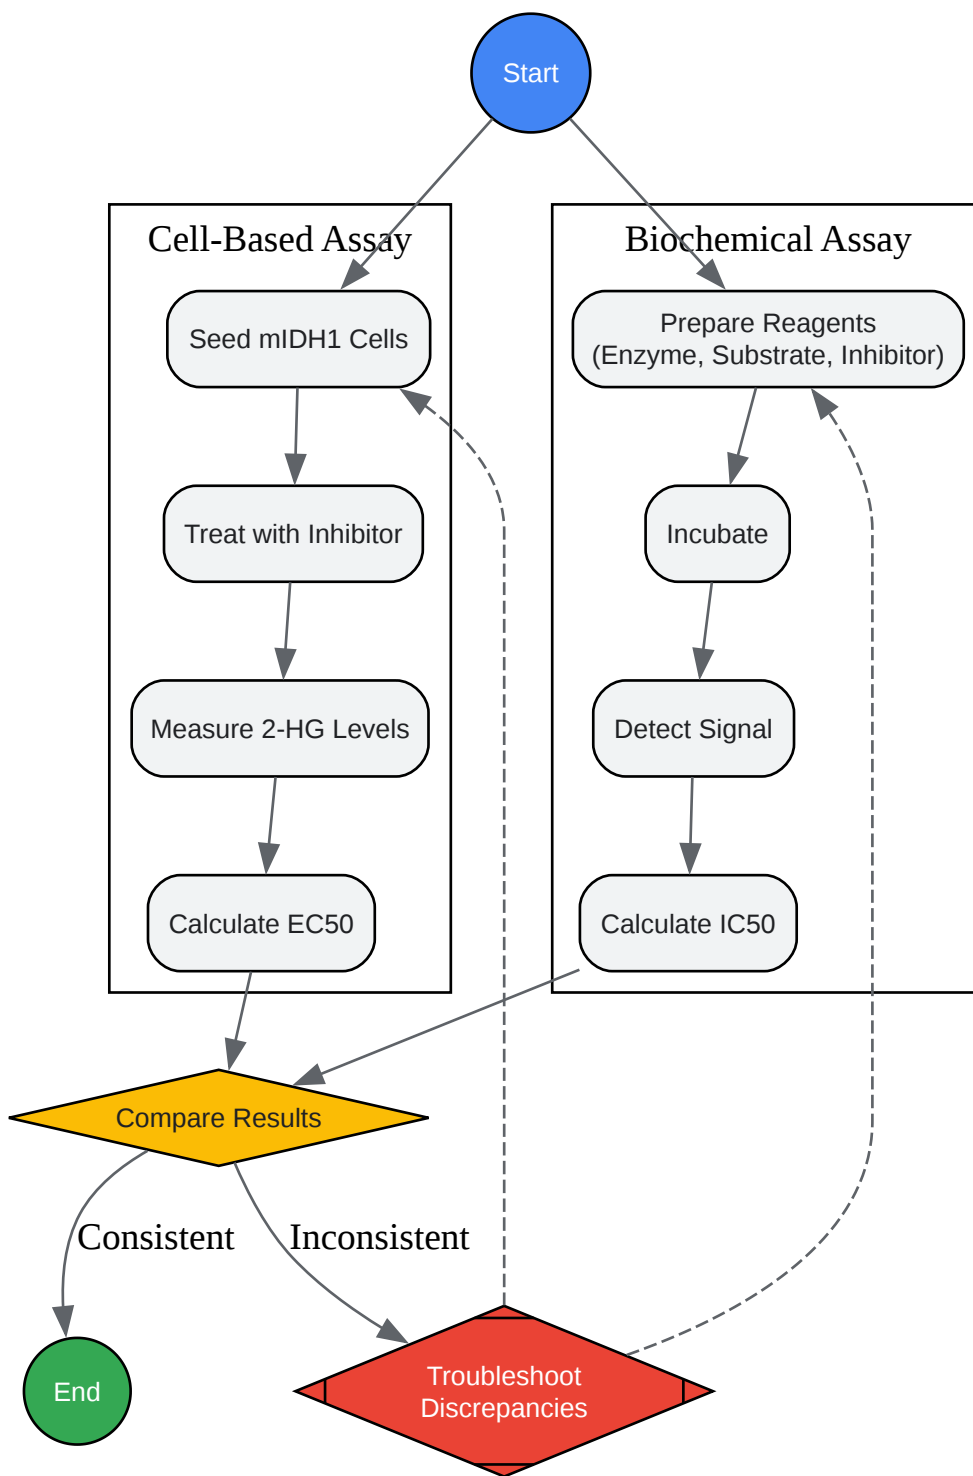 Start
Cell-Based Assay
Seed mIDH1 Cells
Treat with Inhibitor
Measure 2-HG Levels
Calculate EC50
Biochemical Assay
Prepare Reagents
(Enzyme, Substrate, Inhibitor)
Incubate
Detect Signal
Calculate IC50
Compare Results
Consistent
Inconsistent
End
Troubleshoot
Discrepancies